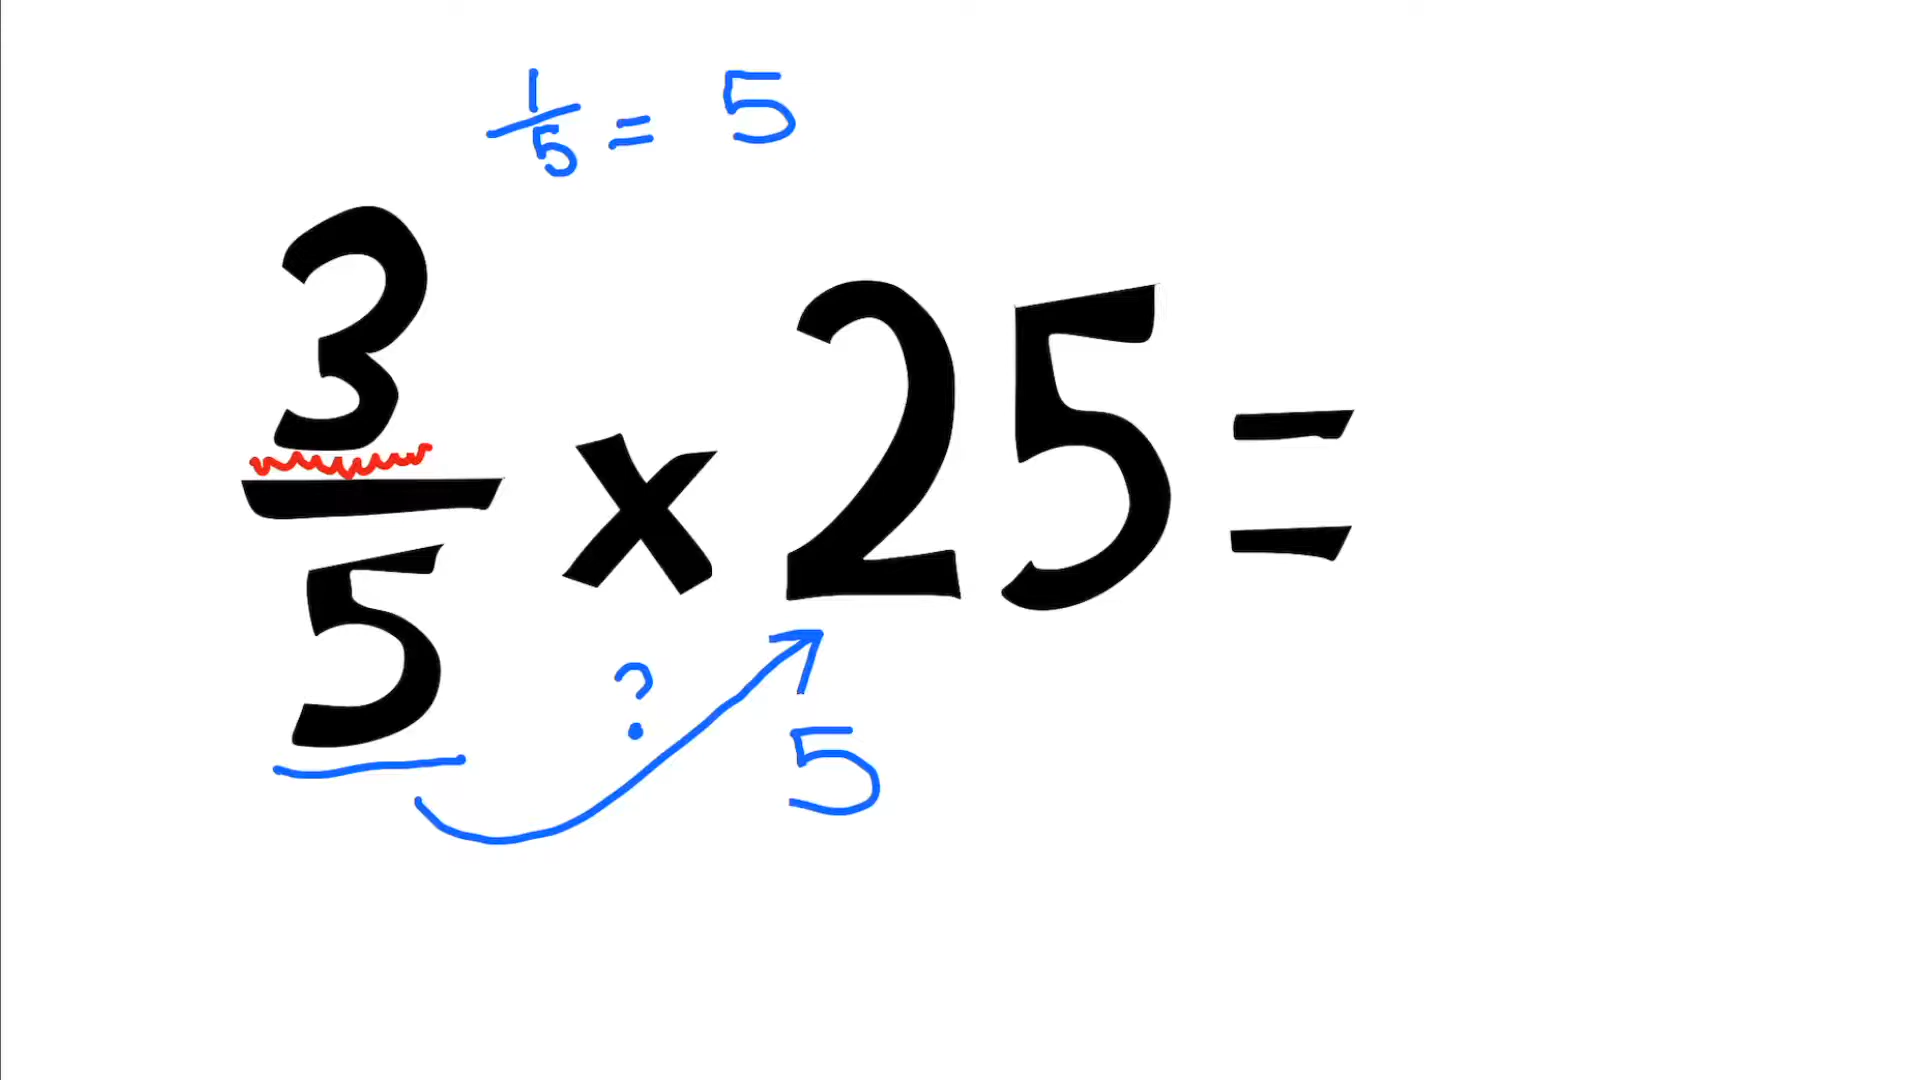 1/5 = 5
3/5 × 25 =
?
5